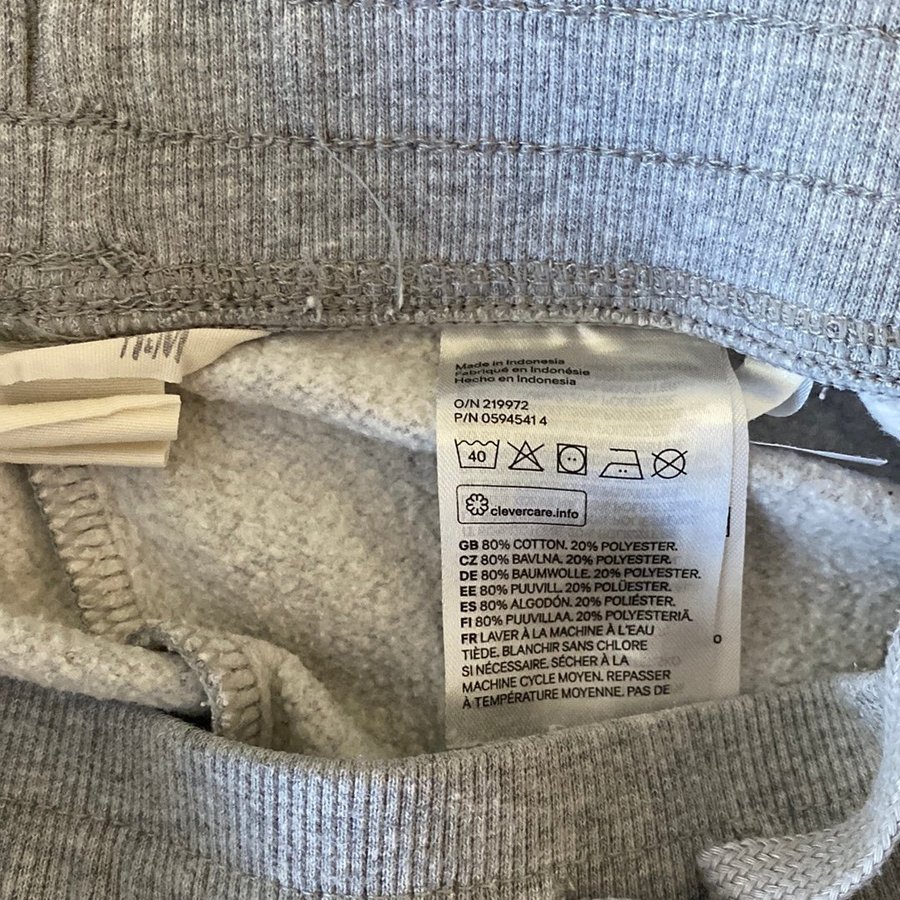 H&M
Made in Indonesia
Fabriqué en Indonésie
Hecho en Indonesia
O/N 219972
P/N 0594541 4
40
clevercare.info
GB 80% COTTON. 20% POLYESTER.
CZ 80% BAVLNA. 20% POLYESTER.
DE 80% BAUMWOLLE. 20% POLYESTER.
EE 80% PUUVILL. 20% POLÜESTER.
ES 80% ALGODÓN. 20% POLIÉSTER.
FI 80% PUUVILLAA. 20% POLYESTERIÄ.
FR LAVER À LA MACHINE À L'EAU
TIÈDE. BLANCHIR SANS CHLORE
SI NÉCESSAIRE. SÉCHER À LA
MACHINE CYCLE MOYEN. REPASSER
À TEMPÉRATURE MOYENNE. PAS DE